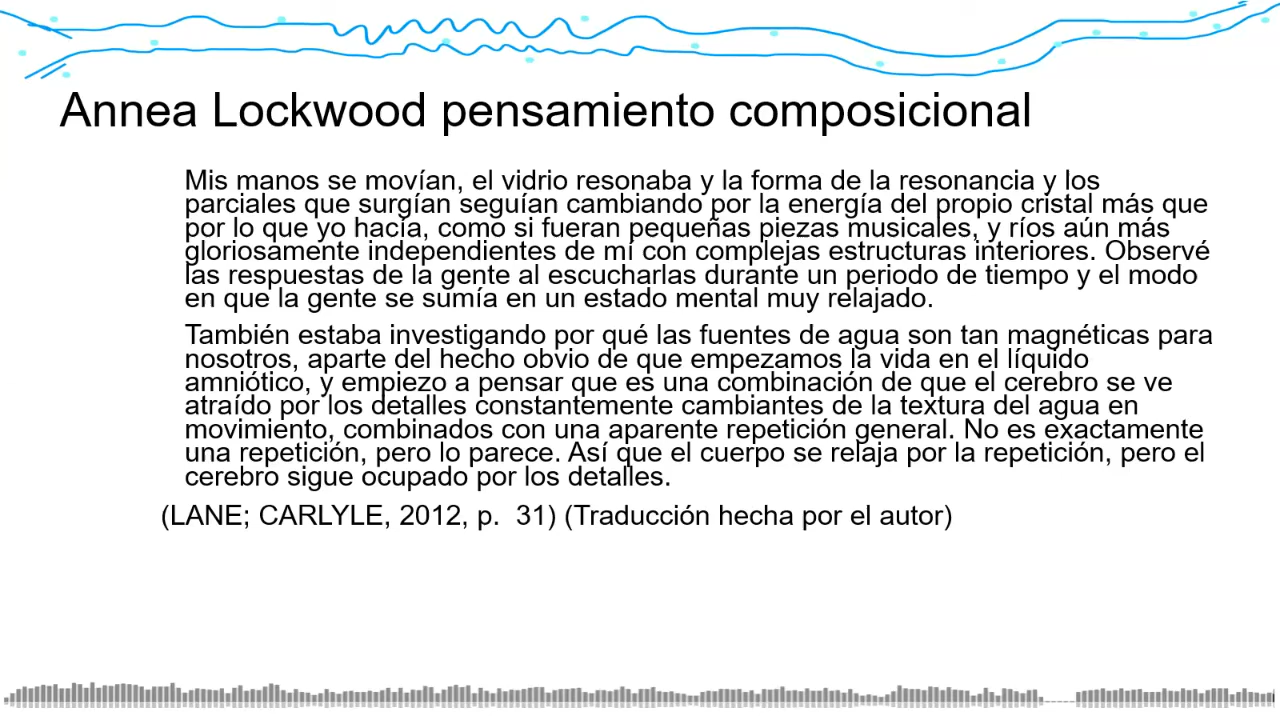 Annea Lockwood pensamiento composicional
Mis manos se movían, el vidrio resonaba y la forma de la resonancia y los
parciales que surgían seguían cambiando por la energía del propio cristal más que
por lo que yo hacía, como si fueran pequeñas piezas musicales, y ríos aún más
gloriosamente independientes de mí con complejas estructuras interiores. Observé
las respuestas de la gente al escucharlas durante un periodo de tiempo y el modo
en que la gente se sumía en un estado mental muy relajado.
También estaba investigando por qué las fuentes de agua son tan magnéticas para
nosotros, aparte del hecho obvio de que empezamos la vida en el líquido
amniótico, y empiezo a pensar que es una combinación de que el cerebro se ve
atraído por los detalles constantemente cambiantes de la textura del agua en
movimiento, combinados con una aparente repetición general. No es exactamente
una repetición, pero lo parece. Así que el cuerpo se relaja por la repetición, pero el
cerebro sigue ocupado por los detalles.
(LANE; CARLYLE, 2012, p.  31) (Traducción hecha por el autor)